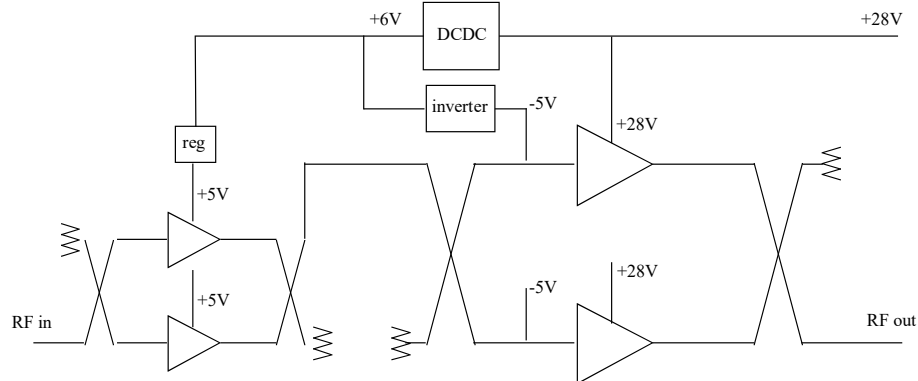 +6V
DCDC
+28V
inverter
-5V
+28V
reg
+5V
+5V
-5V
+28V
RF in
RF out